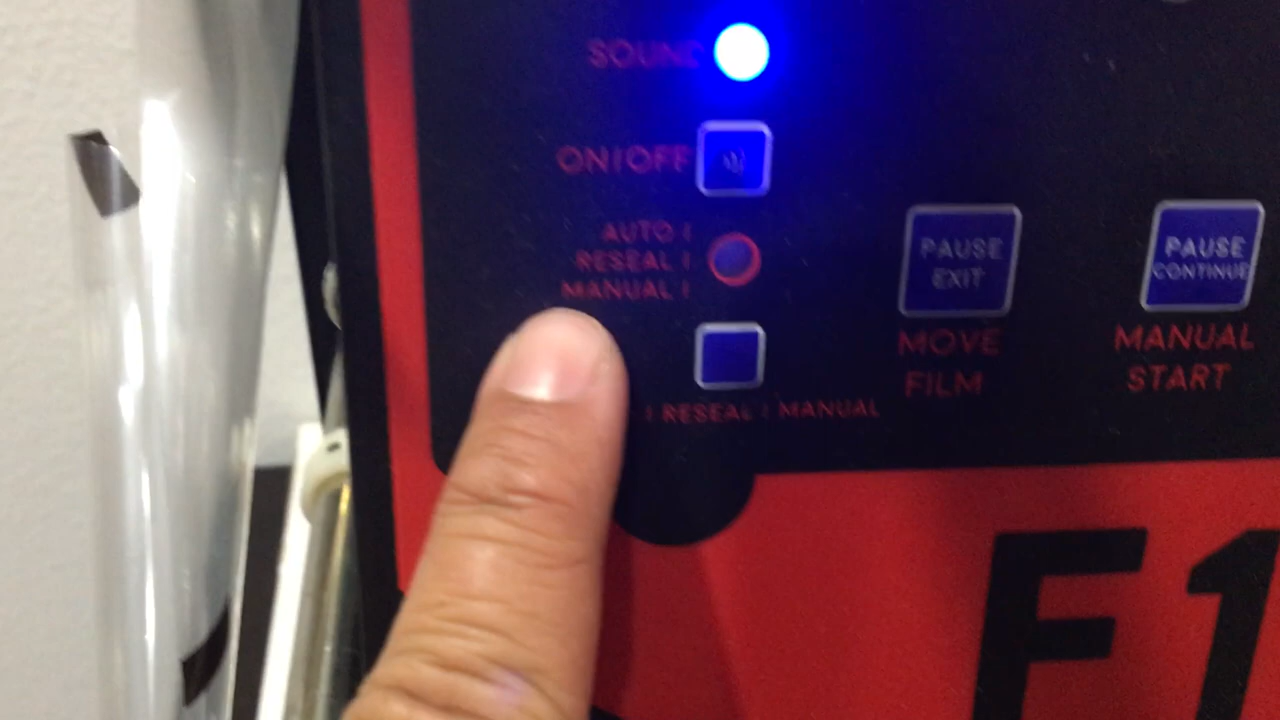 SOUND
ON|OFF
AUTO |
RESEAL |
MANUAL |
| RESEAL | MANUAL
PAUSE
EXIT
MOVE
FILM
PAUSE
CONTINUE
MANUAL
START
F1